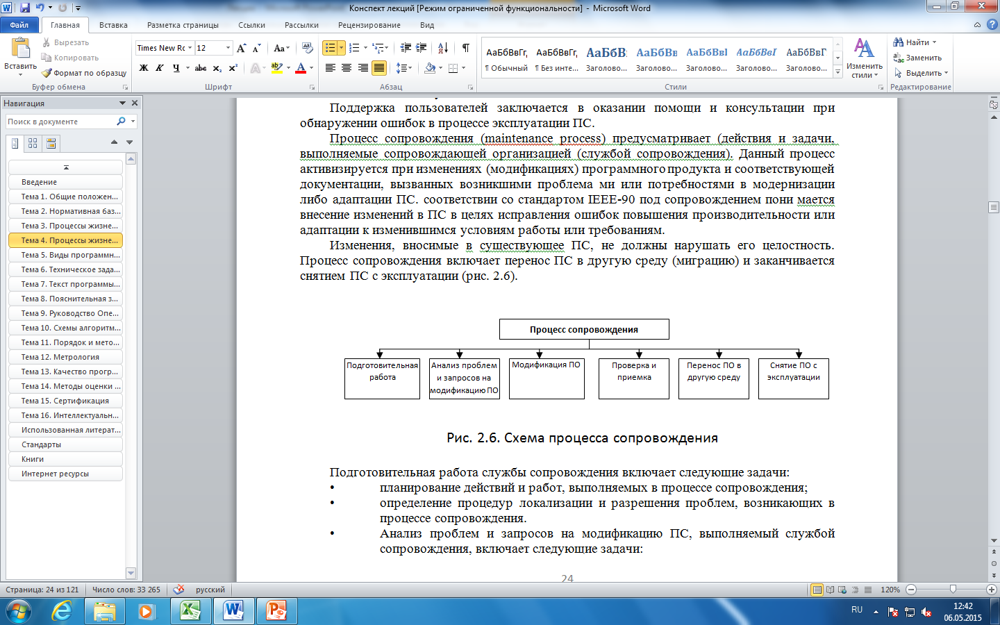 Конспект лекций [Режим ограниченной функциональности] - Microsoft Word
Файл
Главная
Вставка
Разметка страницы
Ссылки
Рассылки
Рецензирование
Вид
Вставить
Вырезать
Копировать
Формат по образцу
Буфер обмена
Times New Rc
12
Ж К Ч abc x₂ x²
Шрифт
Абзац
АаБбВвГг,
¶ Обычный
АаБбВвГг,
¶ Без инте...
АаБбВ
Заголово...
АаБбВв
Заголово...
АаБбВвІ
Заголово...
АаБбВвІ
Заголово...
АаБбВвГ
Заголово...
Стили
Изменить
стили
Найти
Заменить
Выделить
Редактирование
Навигация
Поиск в документе
Введение
Тема 1. Общие положен...
Тема 2. Нормативная баз...
Тема 3. Процессы жизне...
Тема 4. Процессы жизне...
Тема 5. Виды программн...
Тема 6. Техническое зада...
Тема 7. Текст программы...
Тема 8. Пояснительная з...
Тема 9. Руководство Опе...
Тема 10. Схемы алгоритм...
Тема 11. Порядок и мето...
Тема 12. Метрология
Тема 13. Качество прогр...
Тема 14. Методы оценки ...
Тема 15. Сертификация
Тема 16. Интеллектуальн...
Использованная литерат...
Стандарты
Книги
Интернет ресурсы
Поддержка пользователей заключается в оказании помощи и консультации при
обнаружении ошибок в процессе эксплуатации ПС.
Процесс сопровождения (maintenance process) предусматривает (действия и задачи,
выполняемые сопровождающей организацией (службой сопровождения). Данный процесс
активизируется при изменениях (модификациях) программного продукта и соответствующей
документации, вызванных возникшими проблема ми или потребностями в модернизации
либо адаптации ПС. соответствии со стандартом IEEE-90 под сопровождением пони мается
внесение изменений в ПС в целях исправления ошибок повышения производительности или
адаптации к изменившимся условиям работы или требованиям.
Изменения, вносимые в существующее ПС, не должны нарушать его целостность.
Процесс сопровождения включает перенос ПС в другую среду (миграцию) и заканчивается
снятием ПС с эксплуатации (рис. 2.6).
Процесс сопровождения
Подготовительная
работа
Анализ проблем
и запросов на
модификацию ПО
Модификация ПО
Проверка и
приемка
Перенос ПО в
другую среду
Снятие ПО с
эксплуатации
Рис. 2.6. Схема процесса сопровождения
Подготовительная работа службы сопровождения включает следующие задачи:
• планирование действий и работ, выполняемых в процессе сопровождения;
• определение процедур локализации и разрешения проблем, возникающих в
процессе сопровождения.
• Анализ проблем и запросов на модификацию ПС, выполняемый службой
сопровождения, включает следующие задачи:
24
Страница: 24 из 121
Число слов: 33 265
русский
120%
RU
12:42
06.05.2015